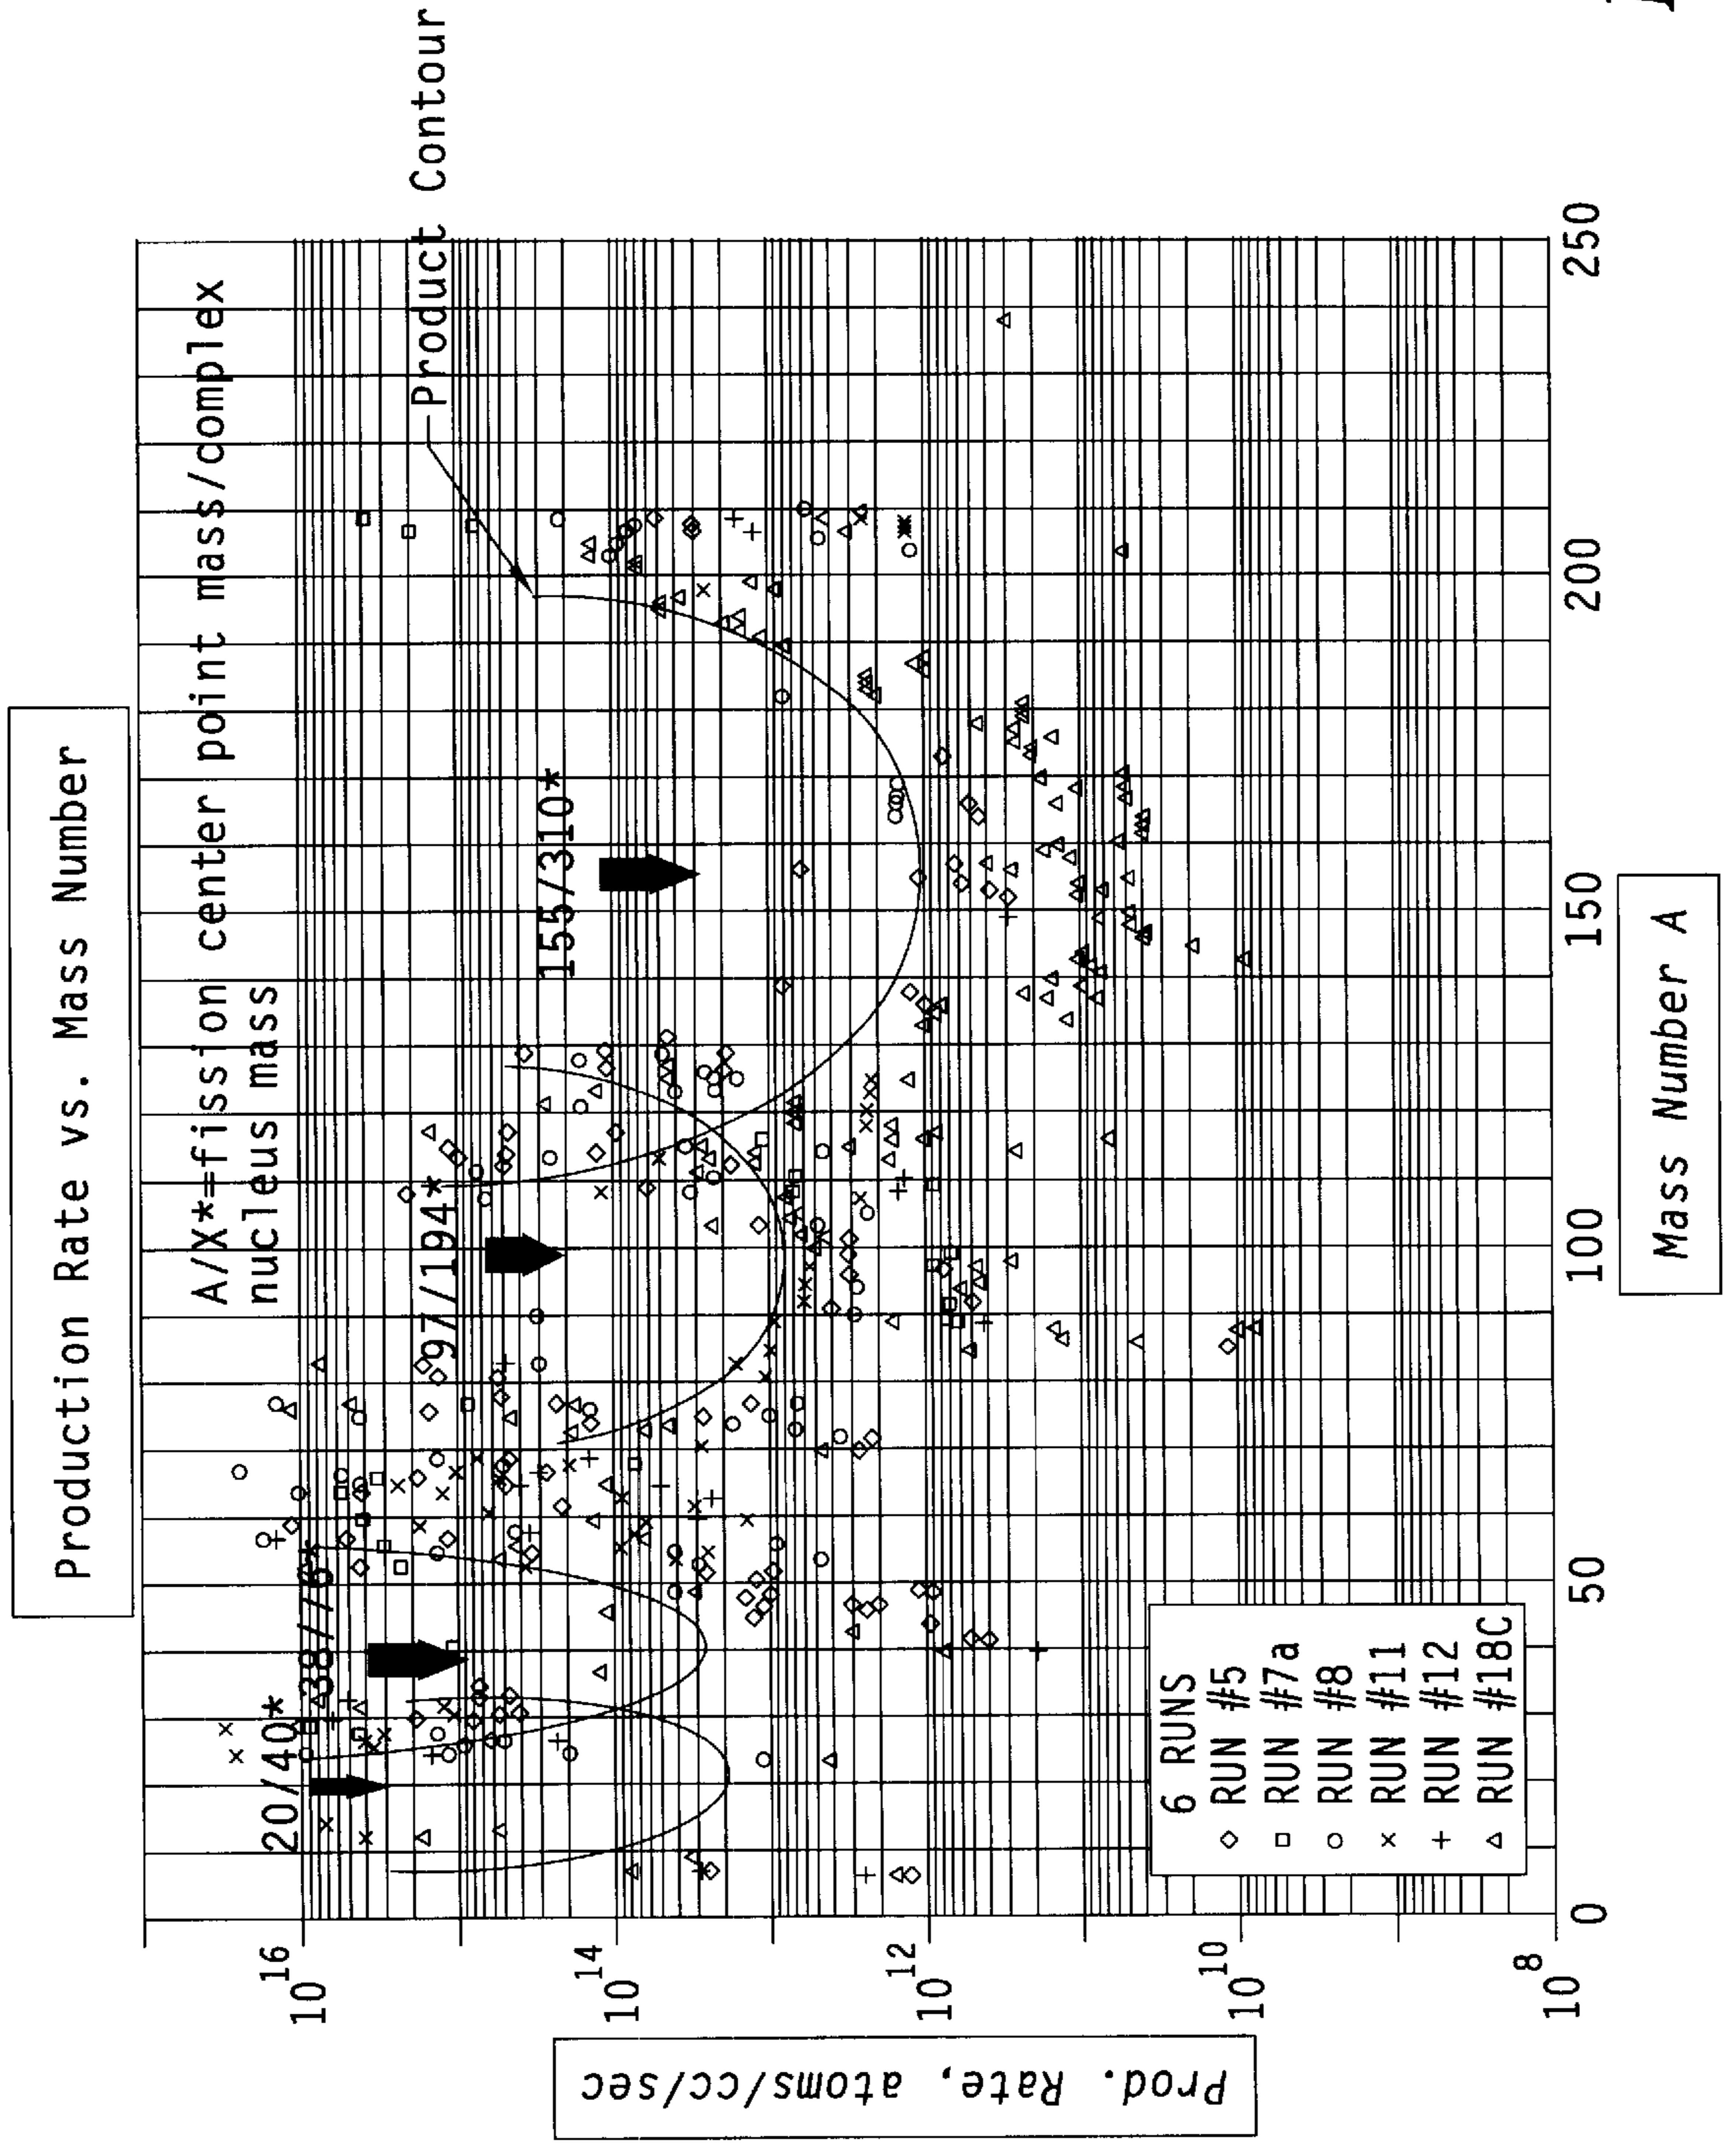 Production Rate vs. Mass Number
A/X*=fission center point mass/complex
nucleus mass
Product Contour
20/40*
38/76*
97/194*
155/310*
10^16
10^14
10^12
10^10
10^8
Prod. Rate, atoms/cc/sec
6 RUNS
◇ RUN #5
□ RUN #7a
○ RUN #8
× RUN #11
+ RUN #12
△ RUN #18C
0 50 100 150 200 250
Mass Number A